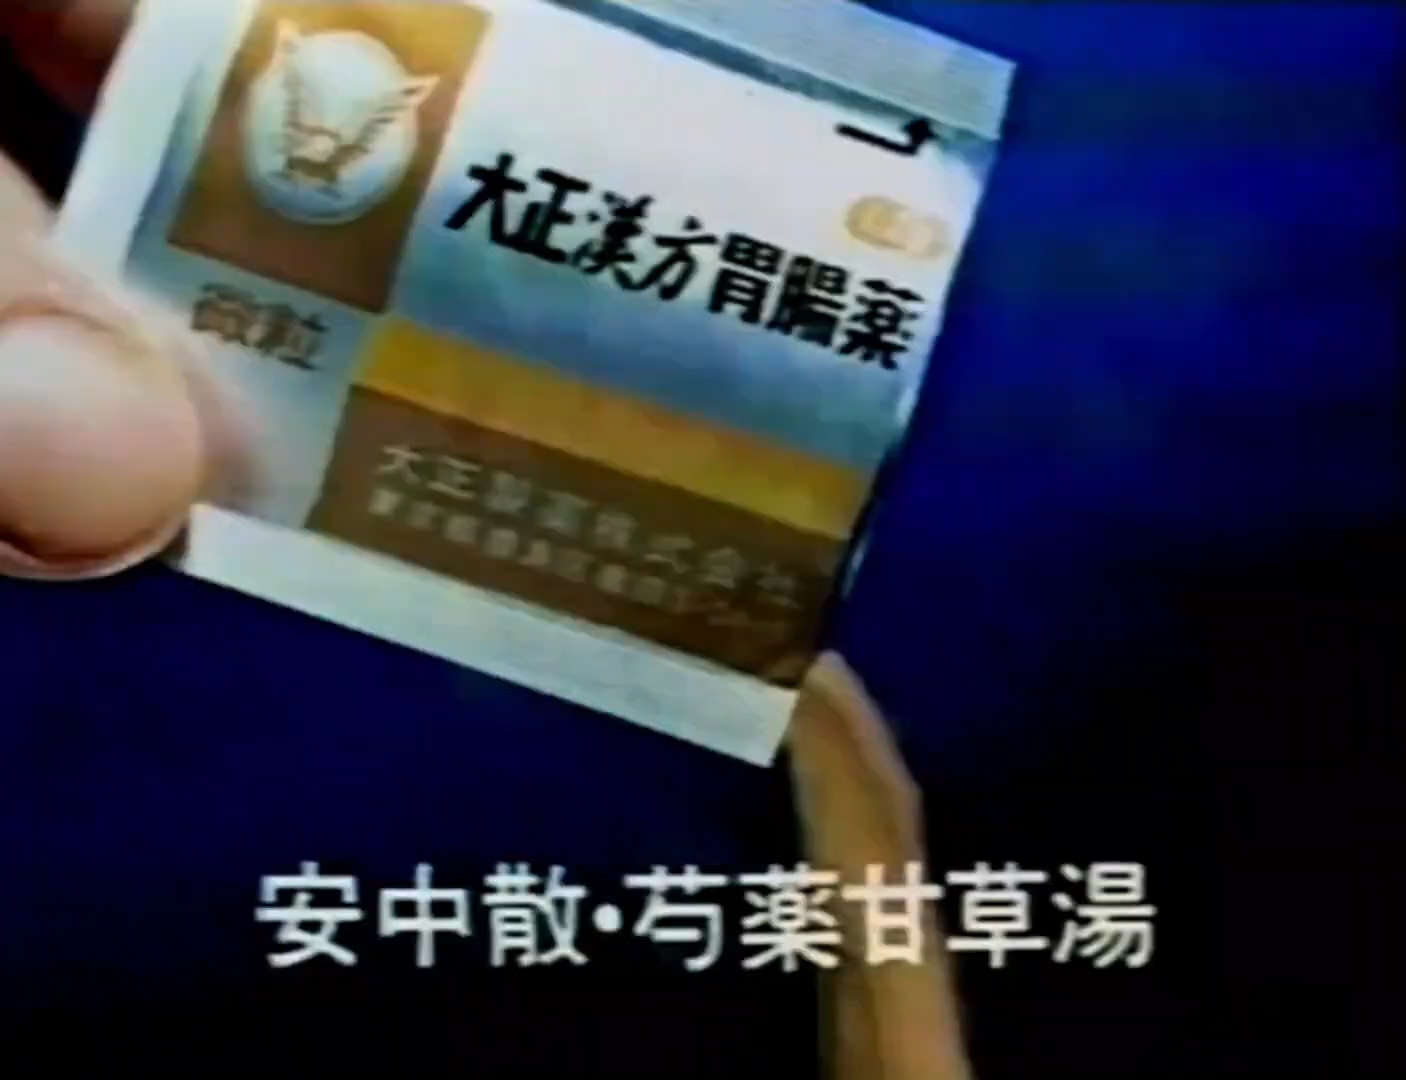 大正漢方胃腸薬
微粒
大正製薬株式会社
安中散・芍薬甘草湯